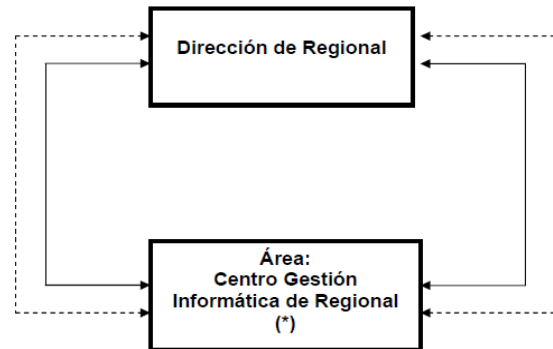 Dirección de Regional
Área:
Centro Gestión
Informática de Regional
(*)